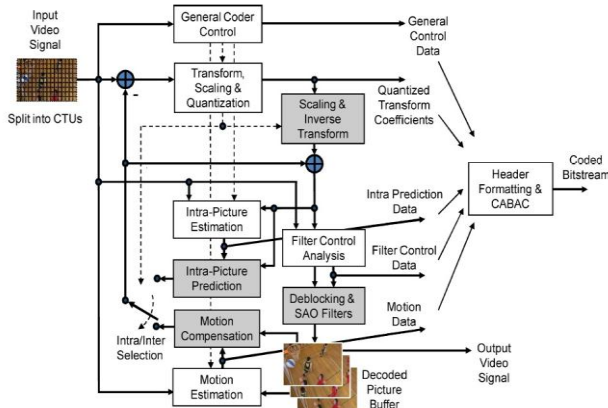 Input
Video
Signal
Split into CTUs
General Coder
Control
General
Control
Data
Transform,
Scaling &
Quantization
-
Scaling &
Inverse
Transform
Quantized
Transform
Coefficients
Header
Formatting &
CABAC
Coded
Bitstream
Intra-Picture
Estimation
Intra Prediction
Data
Filter Control
Analysis
Filter Control
Data
Intra-Picture
Prediction
Deblocking &
SAO Filters
Motion
Compensation
Motion
Data
Intra/Inter
Selection
Output
Video
Signal
Motion Estimation
Decoded
Picture
Buffer